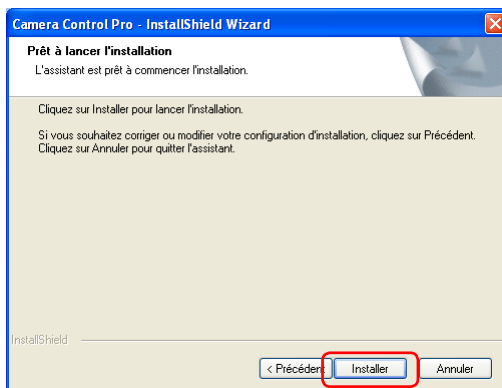 Camera Control Pro - InstallShield Wizard
Prêt à lancer l'installation
L'assistant est prêt à commencer l'installation.
Cliquez sur Installer pour lancer l'installation.
Si vous souhaitez corriger ou modifier votre configuration d'installation, cliquez sur Précédent.
Cliquez sur Annuler pour quitter l'assistant.
InstallShield
< Précédent Installer Annuler